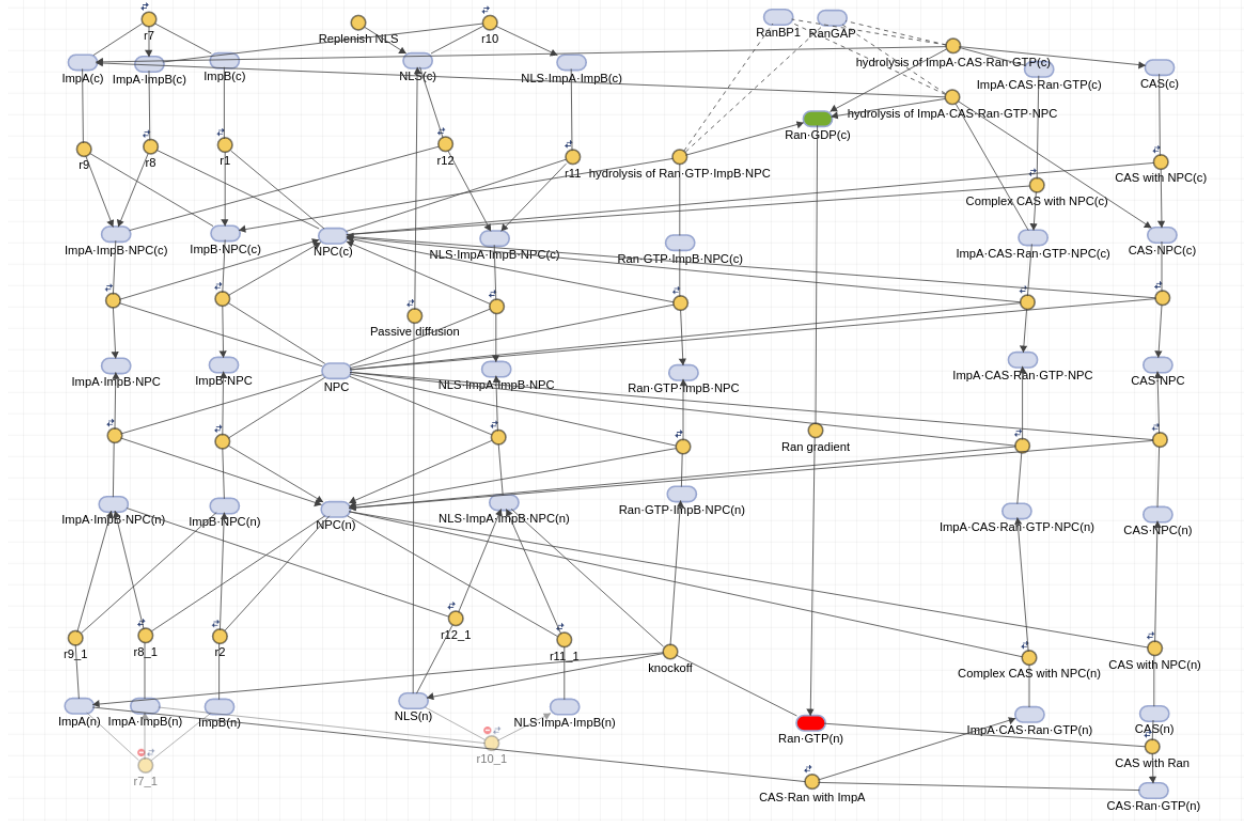 r7
Replenish NLS
r10
RanBP1
RanGAP
hydrolysis of ImpA·CAS·Ran·GTP(c)
ImpA(c)
ImpA·ImpB(c)
ImpB(c)
NLS(c)
NLS·ImpA·ImpB(c)
ImpA·CAS·Ran·GTP(c)
CAS(c)
hydrolysis of ImpA·CAS·Ran·GTP·NPC
Ran·GDP(c)
r9
r8
r1
r12
r11
hydrolysis of Ran·GTP·ImpB·NPC
CAS with NPC(c)
Complex CAS with NPC(c)
ImpA·ImpB·NPC(c)
ImpB·NPC(c)
NPC(c)
NLS·ImpA·ImpB·NPC(c)
Ran·GTP·ImpB·NPC(c)
ImpA·CAS·Ran·GTP·NPC(c)
CAS·NPC(c)
Passive diffusion
ImpA·ImpB·NPC
ImpB·NPC
NPC
NLS·ImpA·ImpB·NPC
Ran·GTP·ImpB·NPC
ImpA·CAS·Ran·GTP·NPC
CAS·NPC
Ran gradient
ImpA·ImpB·NPC(n)
ImpB·NPC(n)
NPC(n)
NLS·ImpA·ImpB·NPC(n)
Ran·GTP·ImpB·NPC(n)
ImpA·CAS·Ran·GTP·NPC(n)
CAS·NPC(n)
r9_1
r8_1
r2
r12_1
r11_1
knockoff
Complex CAS with NPC(n)
CAS with NPC(n)
ImpA(n)
ImpA·ImpB(n)
ImpB(n)
NLS(n)
NLS·ImpA·ImpB(n)
Ran·GTP(n)
ImpA·CAS·Ran·GTP(n)
CAS(n)
r7_1
r10_1
CAS with Ran
CAS·Ran with ImpA
CAS·Ran·GTP(n)